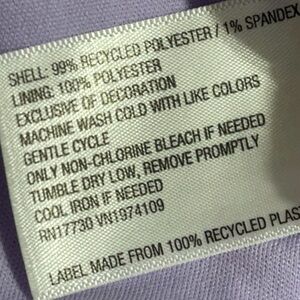 SHELL: 99% RECYCLED POLYESTER / 1% SPANDEX
LINING: 100% POLYESTER
EXCLUSIVE OF DECORATION
MACHINE WASH COLD WITH LIKE COLORS
GENTLE CYCLE
ONLY NON-CHLORINE BLEACH IF NEEDED
TUMBLE DRY LOW, REMOVE PROMPTLY
COOL IRON IF NEEDED
RN17730 VN1974109
LABEL MADE FROM 100% RECYCLED PLAS